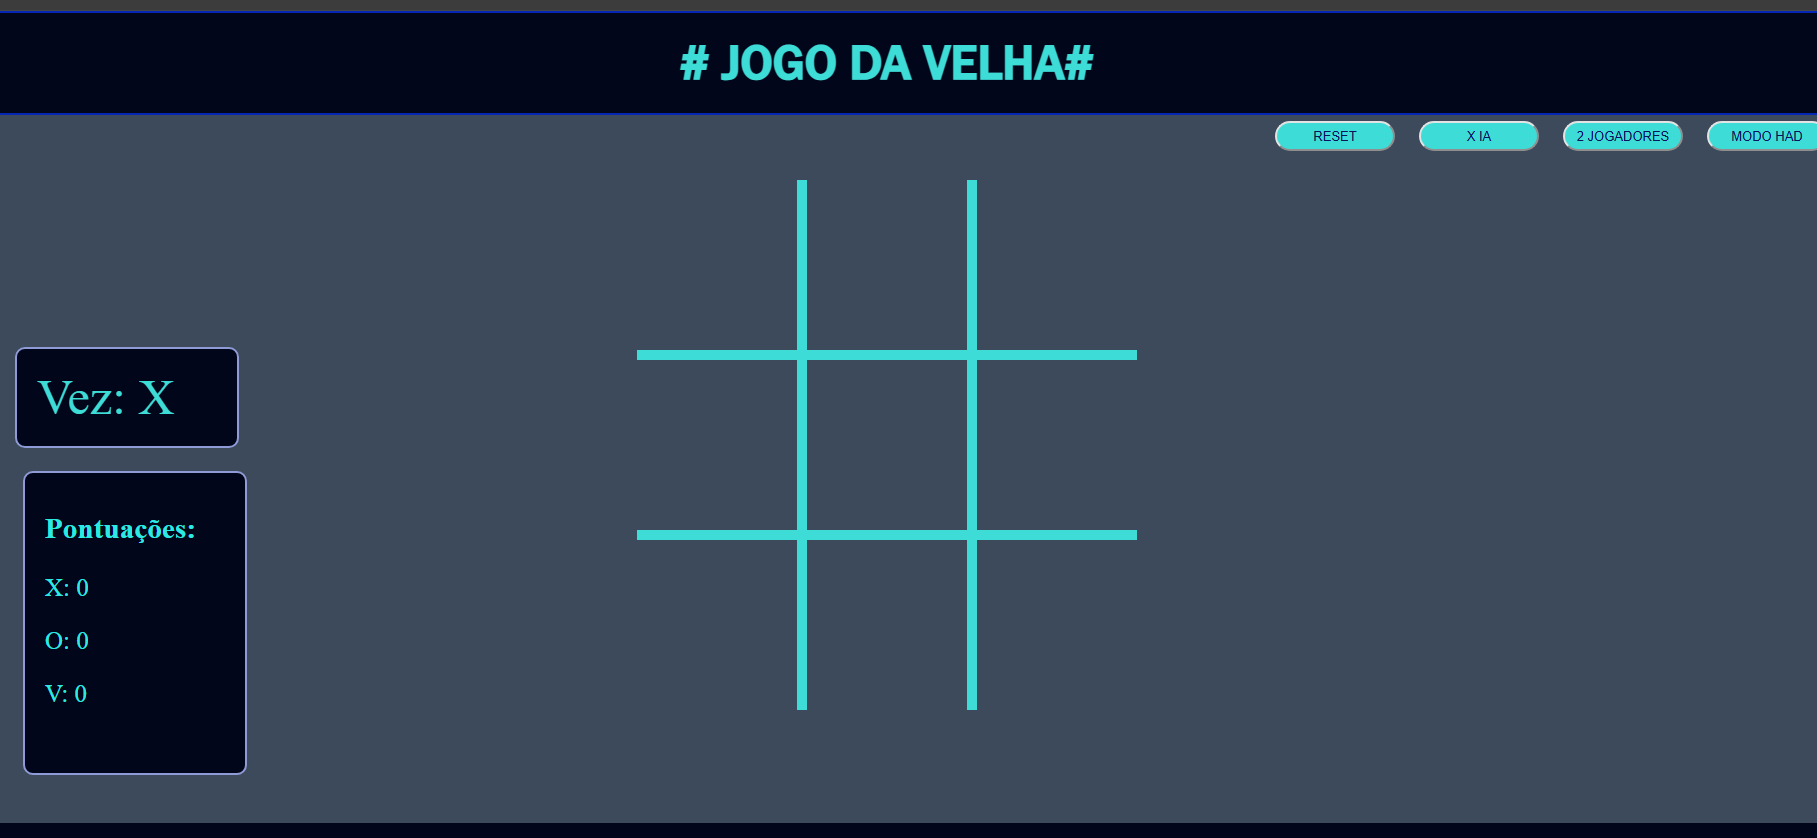 # JOGO DA VELHA#
RESET X IA 2 JOGADORES MODO HAD
Vez: X
Pontuações:
X: 0
O: 0
V: 0